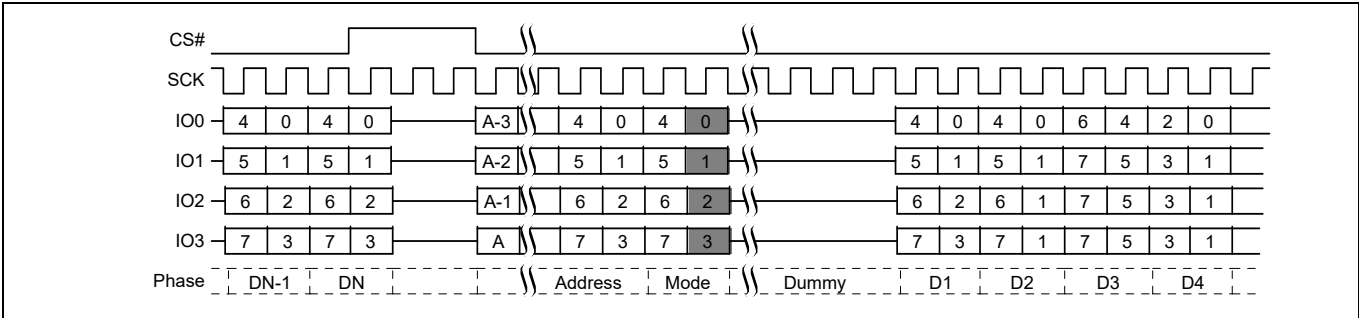 CS#
SCK
IO0 4 0 4 0 A-3 4 0 4 0 4 0 4 0 6 4 2 0
IO1 5 1 5 1 A-2 5 1 5 1 5 1 5 1 7 5 3 1
IO2 6 2 6 2 A-1 6 2 6 2 6 2 6 1 7 5 3 1
IO3 7 3 7 3 A 7 3 7 3 7 3 7 1 7 5 3 1
Phase DN-1 DN Address Mode Dummy D1 D2 D3 D4